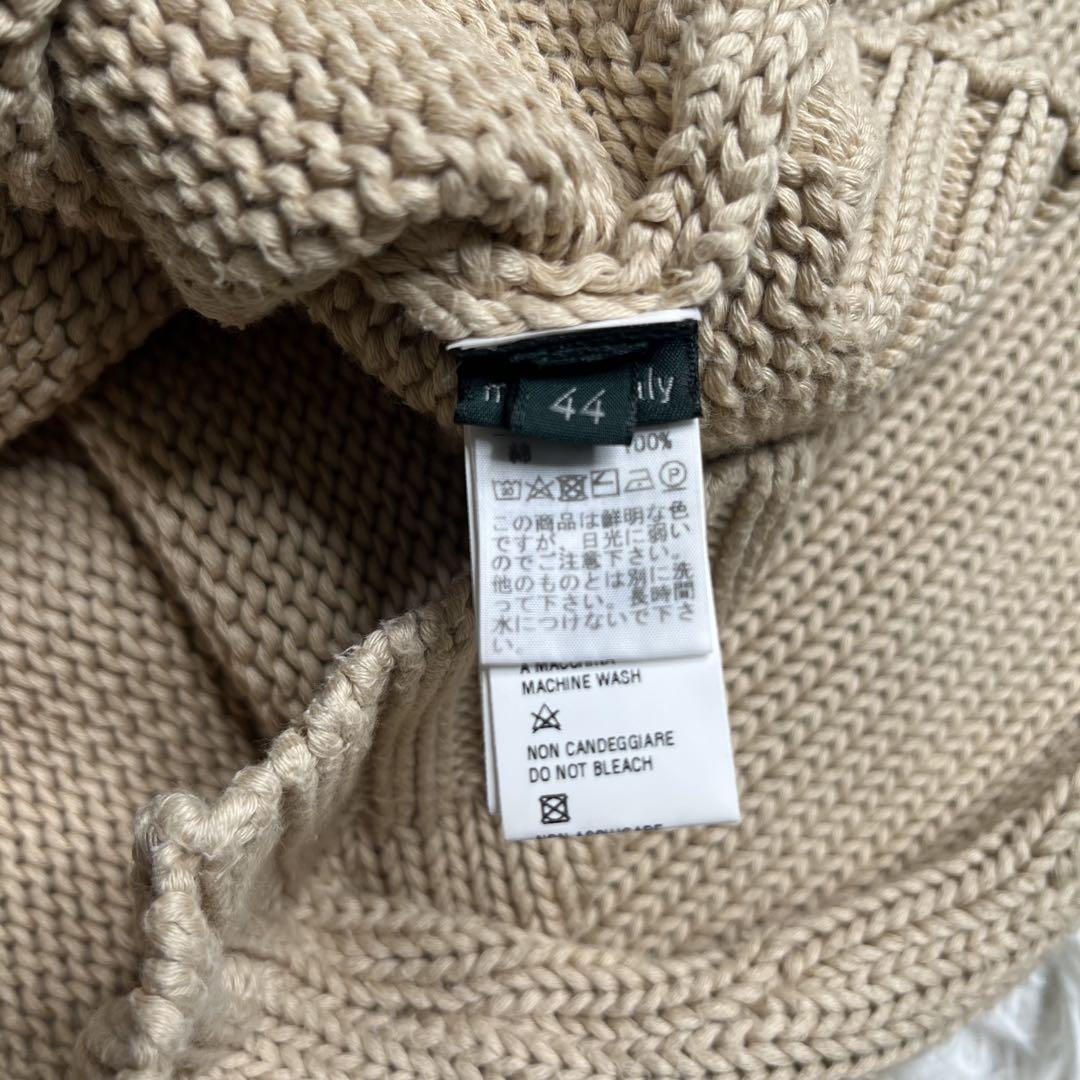 44
100%
この商品は鮮明な色
ですが、日光に弱い
のでご注意下さい。
他のものとは別に洗
って下さい。長時間
水につけないで下さ
い。
A MACCHINA
MACHINE WASH
NON CANDEGGIARE
DO NOT BLEACH